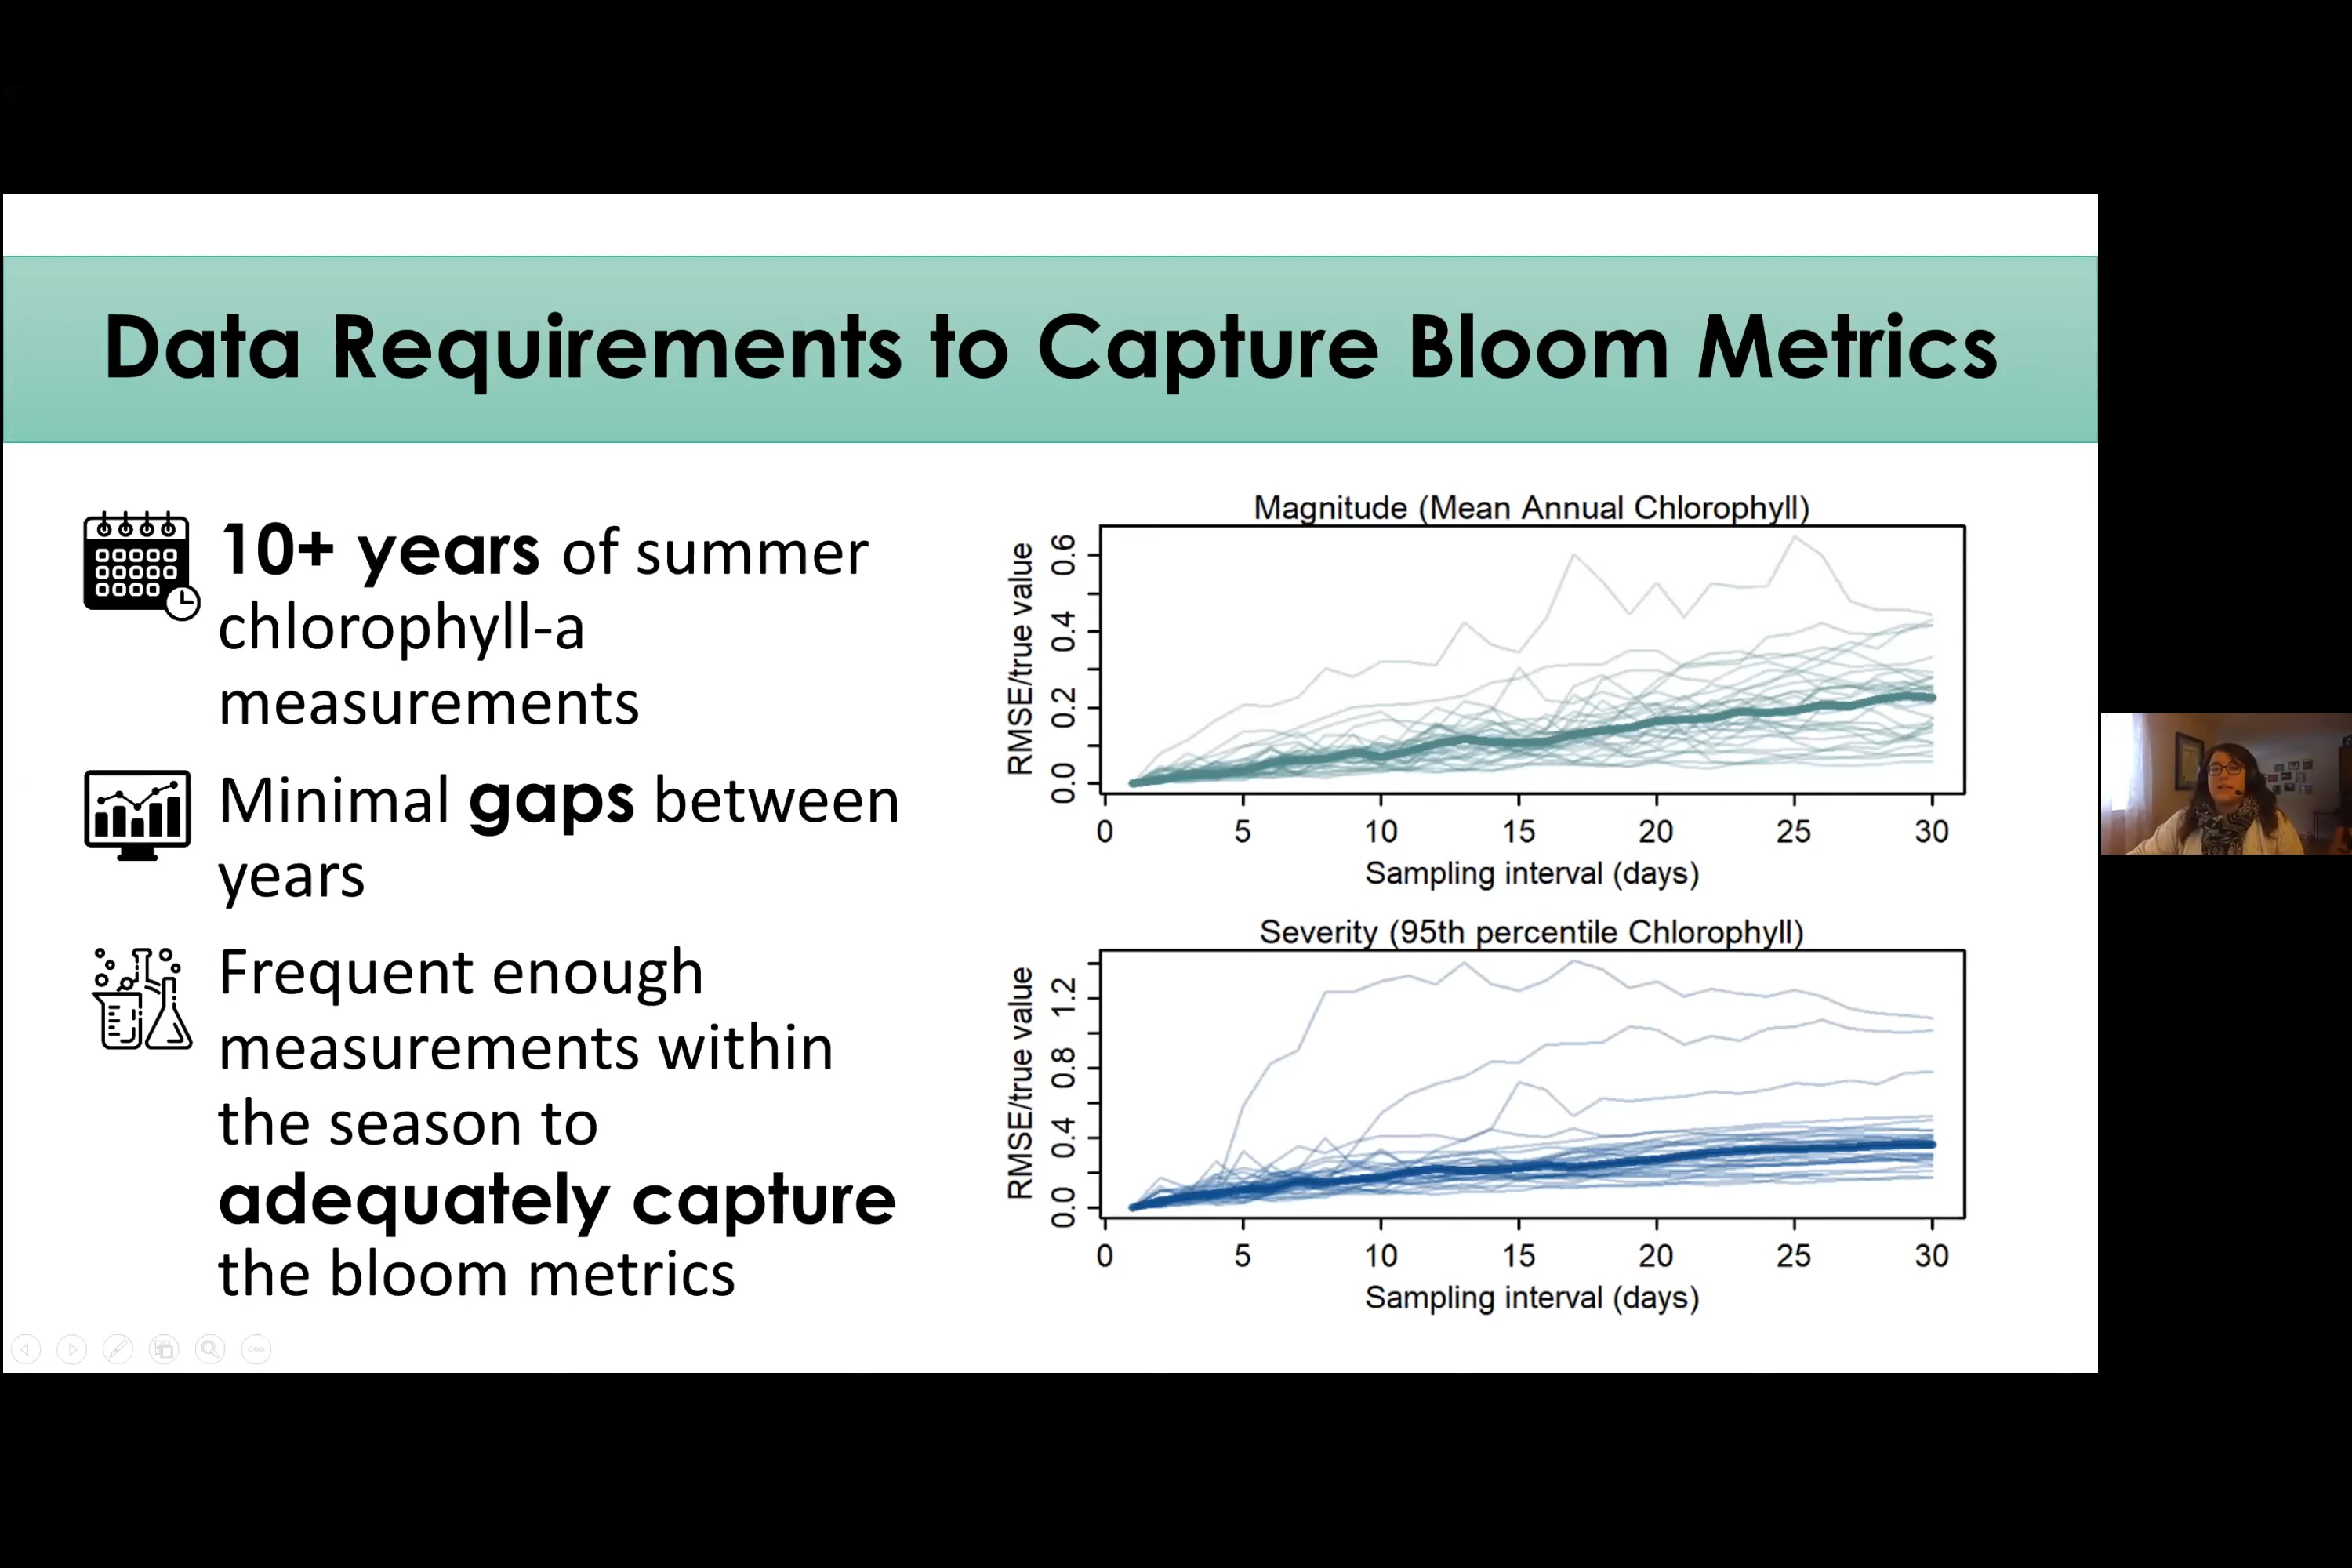 Data Requirements to Capture Bloom Metrics
10+ years of summer
chlorophyll-a
measurements
Minimal gaps between
years
Frequent enough
measurements within
the season to
adequately capture
the bloom metrics
Magnitude (Mean Annual Chlorophyll)
RMSE/true value
0.6
0.4
0.2
0.0
0 5 10 15 20 25 30
Sampling interval (days)
Severity (95th percentile Chlorophyll)
RMSE/true value
1.2
0.8
0.4
0.0
0 5 10 15 20 25 30
Sampling interval (days)